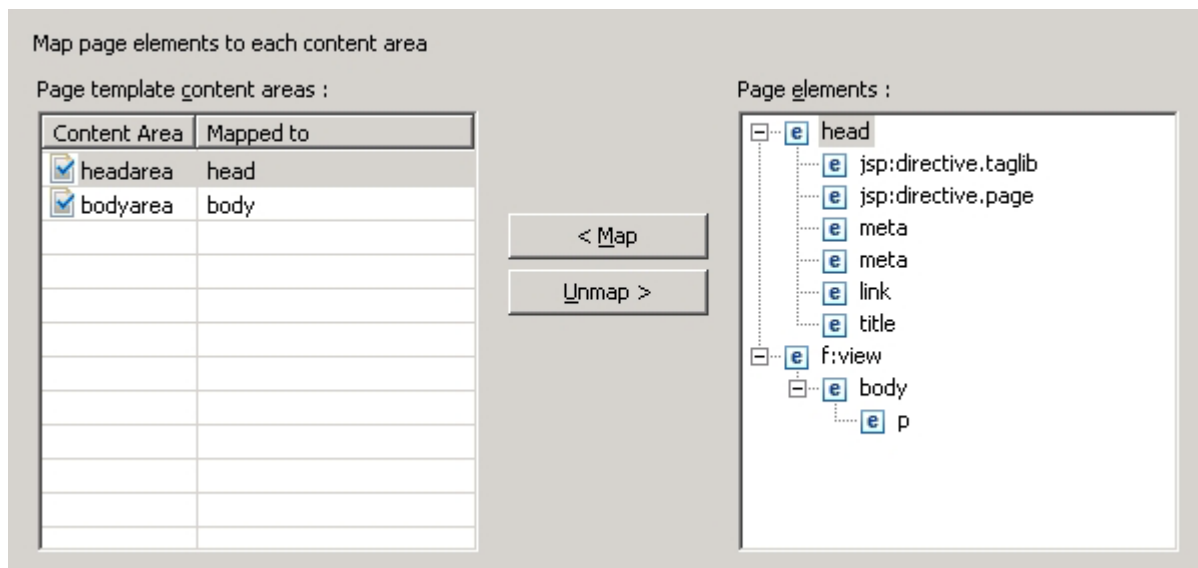 Map page elements to each content area
Page template content areas :
Content Area Mapped to
headarea head
bodyarea body
< Map
Unmap >
Page elements :
e head
e jsp:directive.taglib
e jsp:directive.page
e meta
e meta
e link
e title
e f:view
e body
e p